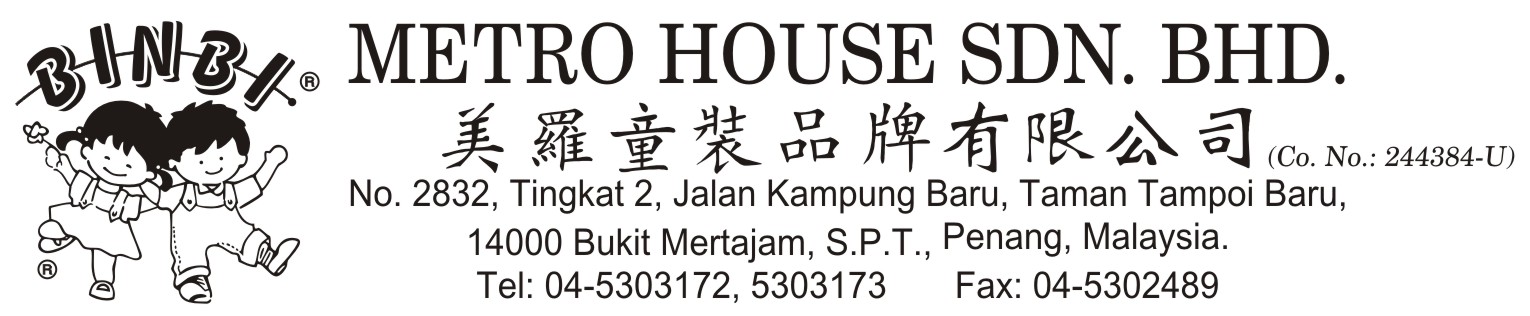 BINBI®
METRO HOUSE SDN. BHD.
美羅童裝品牌有限公司 (Co. No.: 244384-U)
No. 2832, Tingkat 2, Jalan Kampung Baru, Taman Tampoi Baru,
14000 Bukit Mertajam, S.P.T., Penang, Malaysia.
Tel: 04-5303172, 5303173 Fax: 04-5302489
®